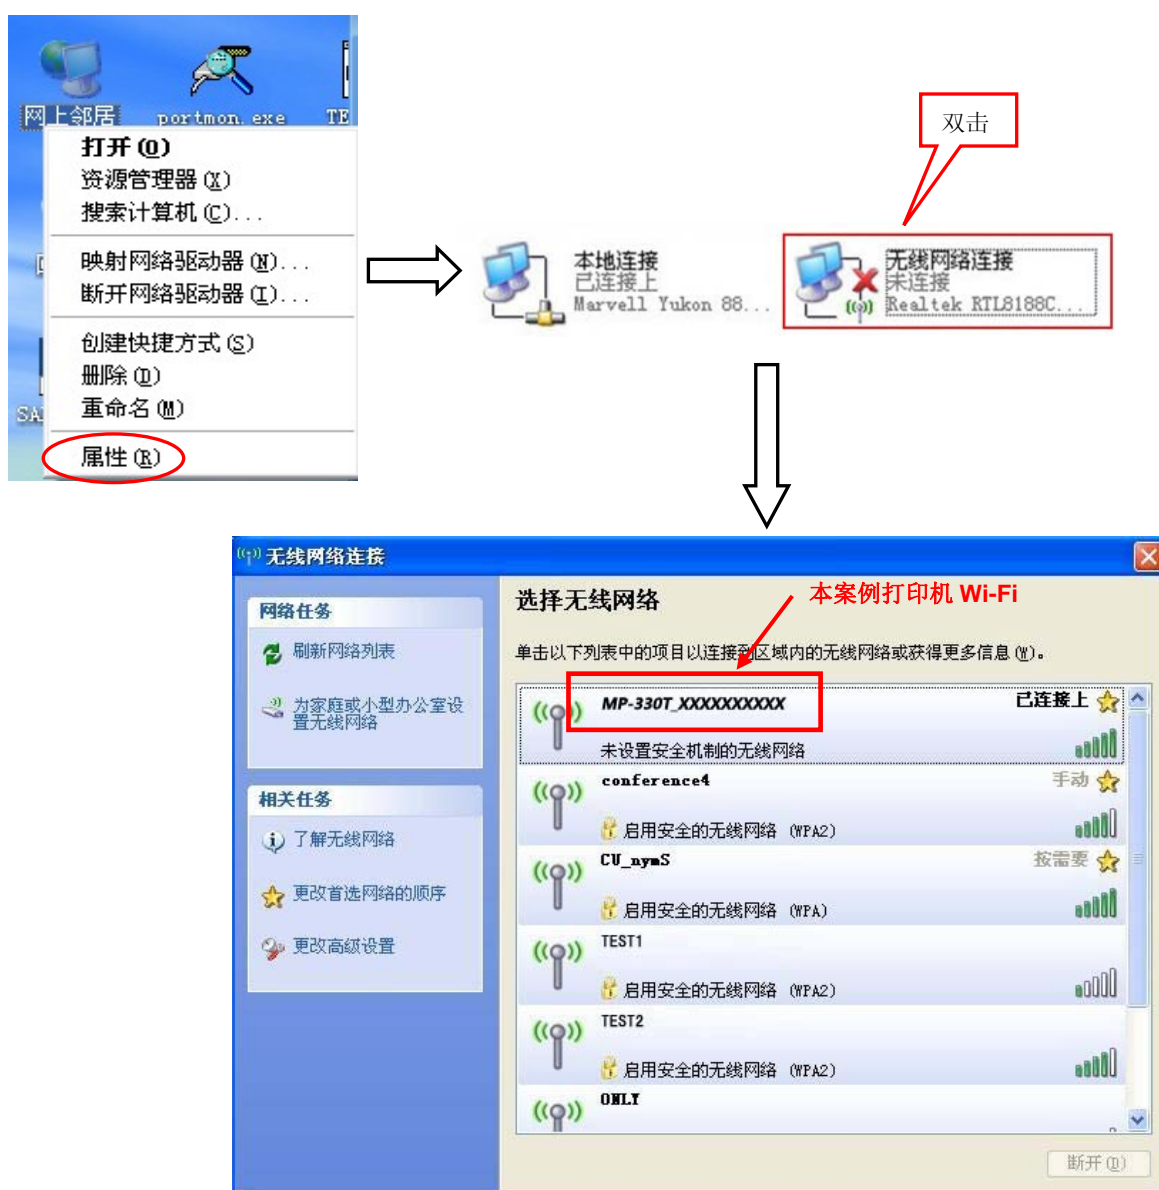 网上邻居
portmon.exe
TE
打开(O)
资源管理器(X)
搜索计算机(C)...
映射网络驱动器(N)...
断开网络驱动器(I)...
创建快捷方式(S)
删除(D)
重命名(M)
SA
属性(R)
双击
本地连接
已连接上
Marvell Yukon 88...
无线网络连接
未连接
Realtek RTL8188C...
无线网络连接
网络任务
刷新网络列表
为家庭或小型办公室设
置无线网络
相关任务
了解无线网络
更改首选网络的顺序
更改高级设置
选择无线网络
本案例打印机 Wi-Fi
单击以下列表中的项目以连接到区域内的无线网络或获得更多信息(W)。
MP-330T_XXXXXXXXXX
已连接上
未设置安全机制的无线网络
conference4
手动
启用安全的无线网络 (WPA2)
CU_nymS
按需要
启用安全的无线网络 (WPA)
TEST1
启用安全的无线网络 (WPA2)
TEST2
启用安全的无线网络 (WPA2)
ONLY
断开(D)